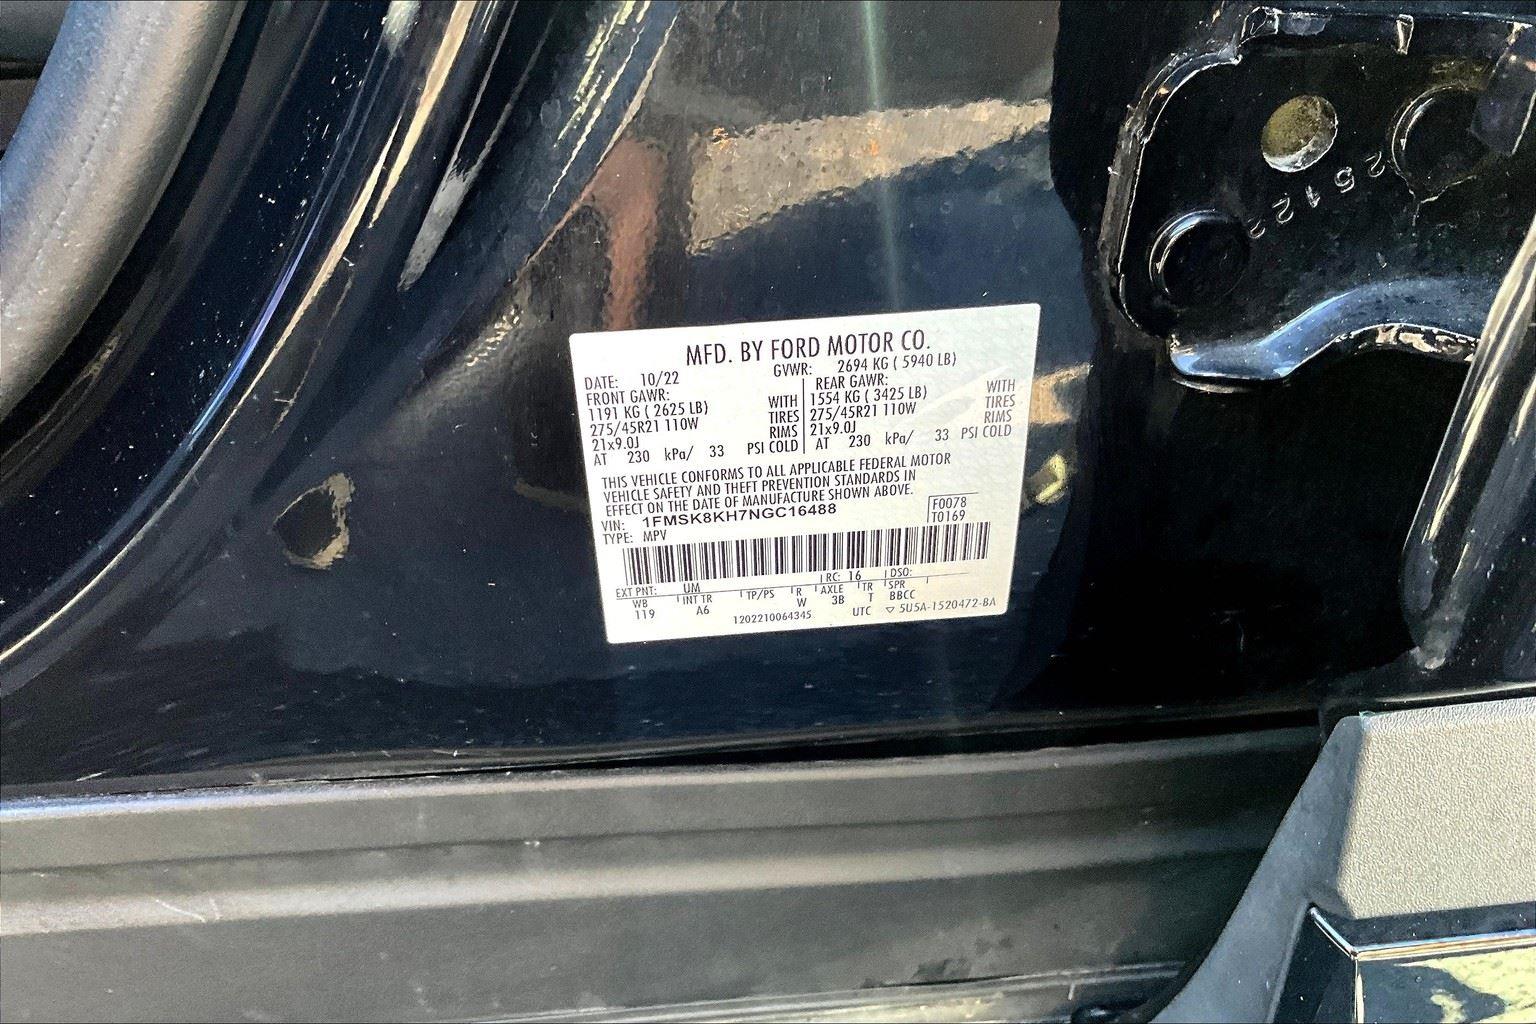 MFD. BY FORD MOTOR CO.
DATE: 10/22 GVWR: 2694 KG ( 5940 LB)
FRONT GAWR: REAR GAWR:
1191 KG ( 2625 LB) WITH 1554 KG ( 3425 LB) WITH
275/45R21 110W TIRES 275/45R21 110W TIRES
21x9.0J RIMS 21x9.0J RIMS
AT 230 kPa/ 33 PSI COLD AT 230 kPa/ 33 PSI COLD
THIS VEHICLE CONFORMS TO ALL APPLICABLE FEDERAL MOTOR
VEHICLE SAFETY AND THEFT PREVENTION STANDARDS IN
EFFECT ON THE DATE OF MANUFACTURE SHOWN ABOVE.
VIN: 1FMSK8KH7NGC16488 F0078
TYPE: MPV T0169
EXT PNT: UM RC: 16 DSO:
WB INT TR TP/PS R AXLE TR SPR
119 A6 W 3B T BBCC
1202210064345 UTC ▽ 5U5A-1520472-BA
25122